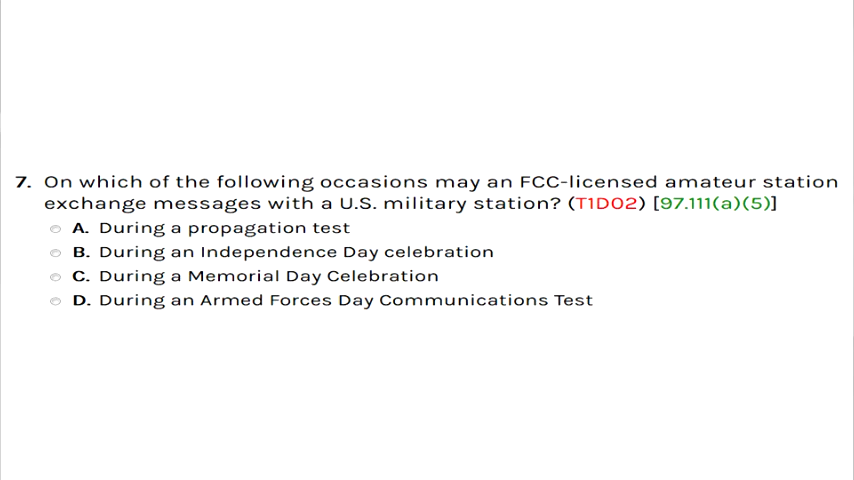 7. On which of the following occasions may an FCC-licensed amateur station
exchange messages with a U.S. military station? (T1D02) [97.111(a)(5)]
A. During a propagation test
B. During an Independence Day celebration
C. During a Memorial Day Celebration
D. During an Armed Forces Day Communications Test